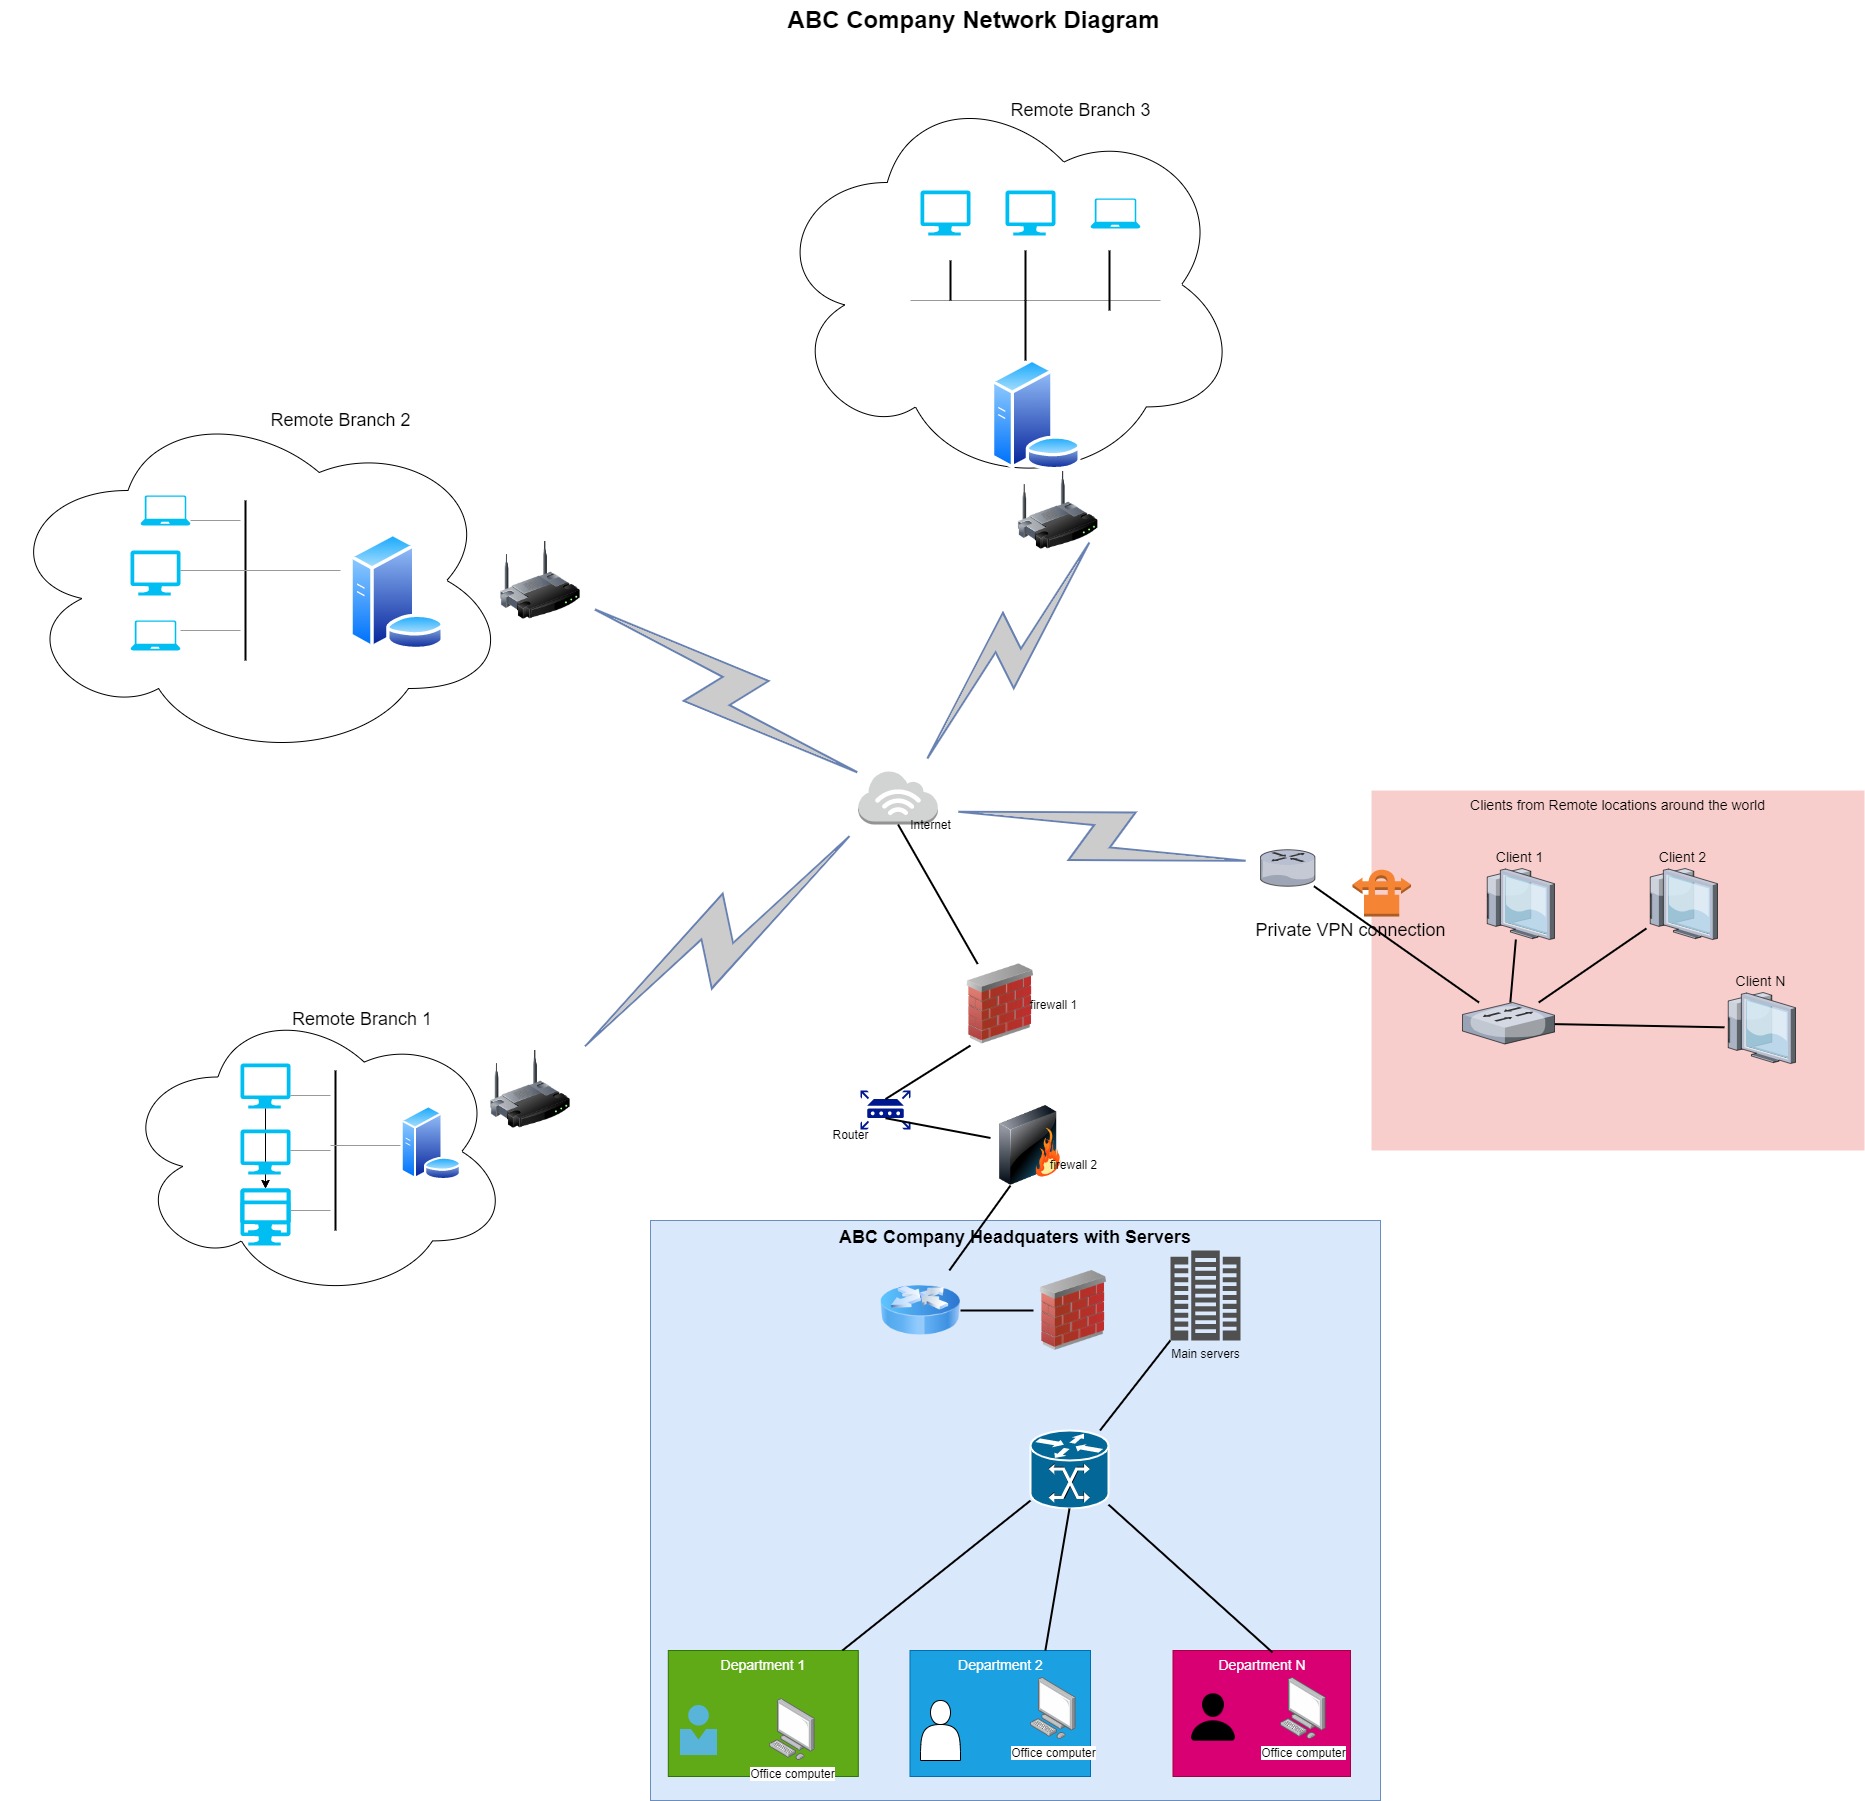 ABC Company Network Diagram
Remote Branch 3
Remote Branch 2
Internet
Clients from Remote locations around the world
Client 1
Client 2
Private VPN connection
Client N
firewall 1
Remote Branch 1
Router
firewall 2
ABC Company Headquaters with Servers
Main servers
Department 1
Office computer
Department 2
Office computer
Department N
Office computer